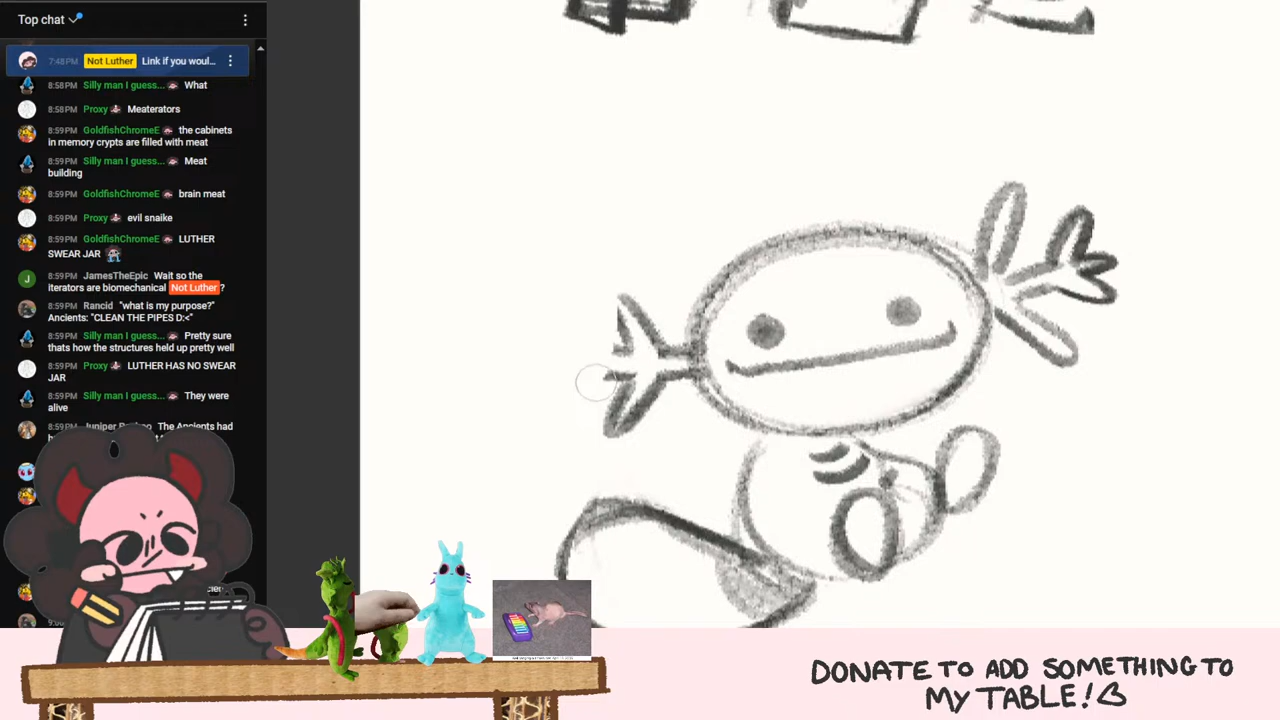 Top chat
7:48PM Not Luther Link if you woul...
8:58PM Silly man I guess... What
8:58PM Proxy Meaterators
8:59PM GoldfishChromeE the cabinets
in memory crypts are filled with meat
8:59PM Silly man I guess... Meat
building
8:59PM GoldfishChromeE brain meat
8:59PM Proxy evil snaike
8:59PM GoldfishChromeE LUTHER
SWEAR JAR
8:59PM JamesTheEpic Wait so the
iterators are biomechanical Not Luther ?
8:59PM Rancid "what is my purpose?"
Ancients: "CLEAN THE PIPES D:<"
8:59PM Silly man I guess... Pretty sure
thats how the structures held up pretty well
8:59PM Proxy LUTHER HAS NO SWEAR
JAR
8:59PM Silly man I guess... They were
alive
8:59PM The Ancients had
DONATE TO ADD SOMETHING TO
MY TABLE!